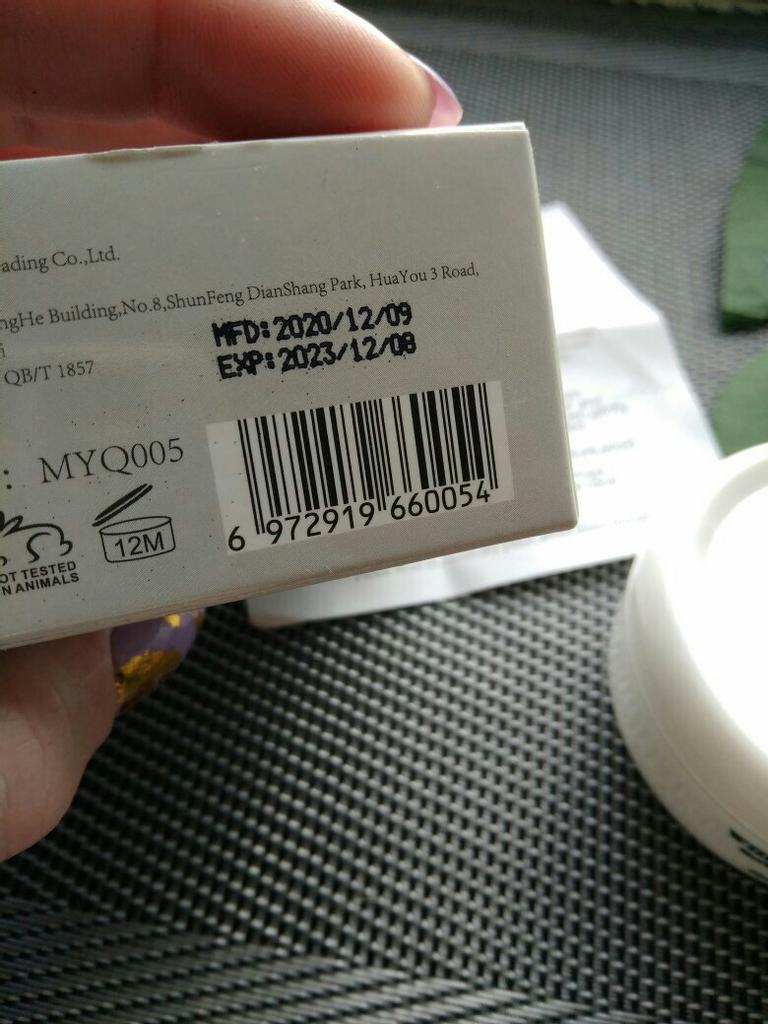 ading Co.,Ltd.
ngHe Building,No.8,ShunFeng DianShang Park, HuaYou 3 Road,
i
MFD:2020/12/09
EXP:2023/12/08
QB/T 1857
: MYQ005
12M
OT TESTED
N ANIMALS
6 972919 660054